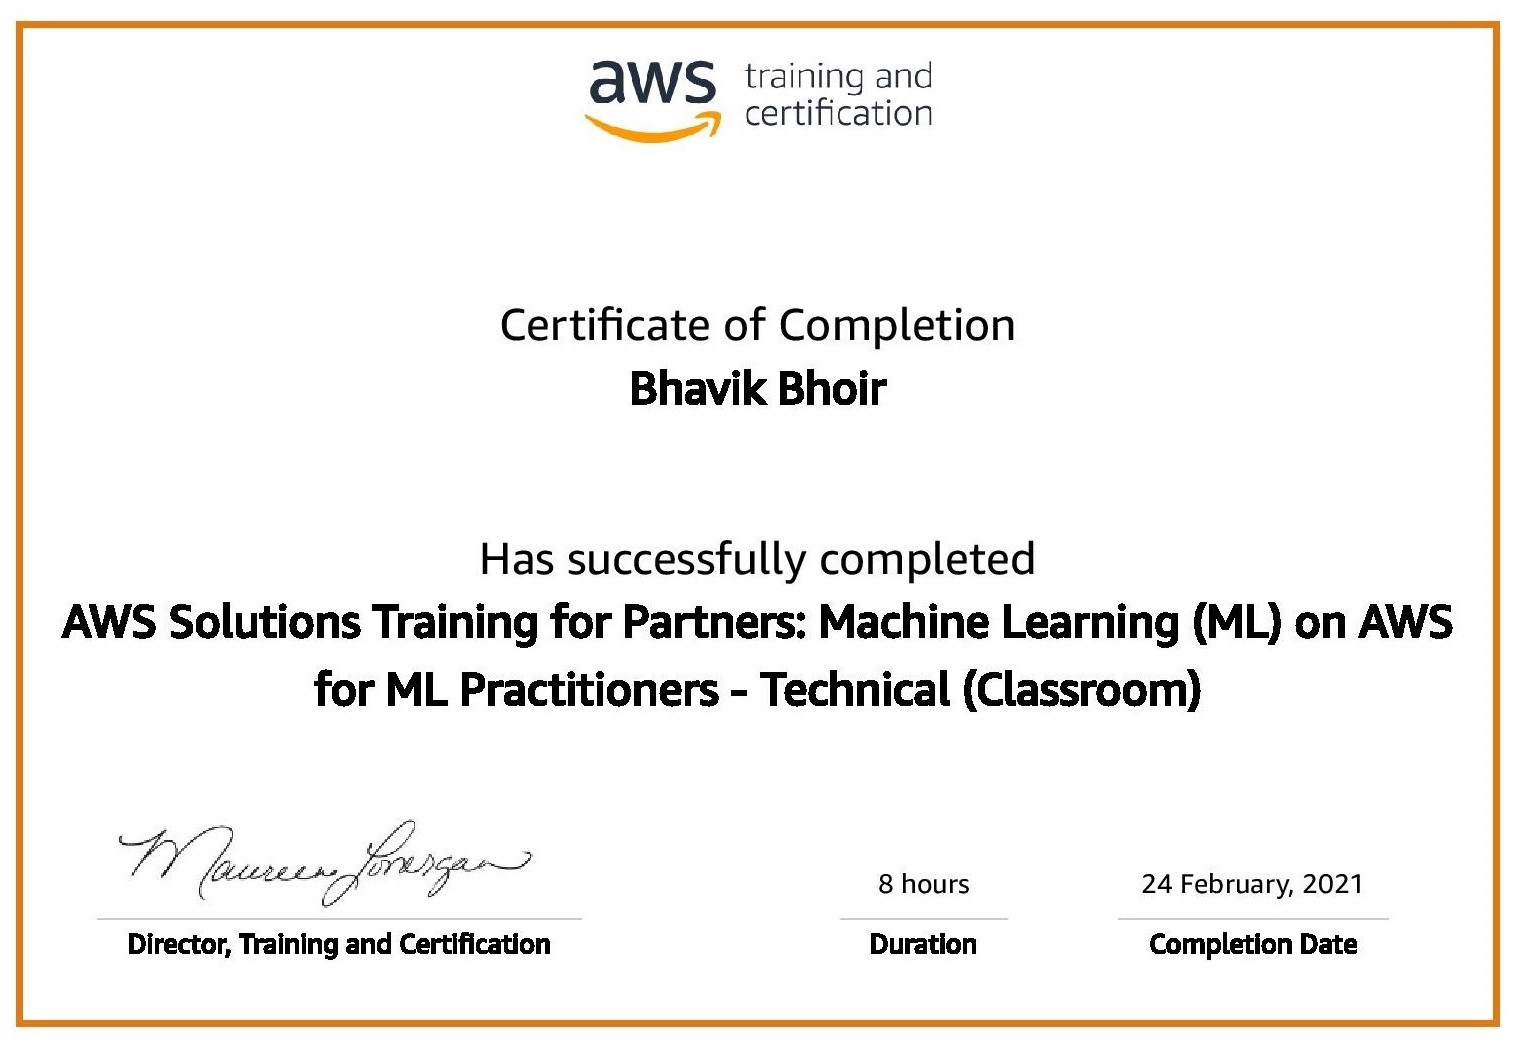 aws training and
certification
Certificate of Completion
Bhavik Bhoir
Has successfully completed
AWS Solutions Training for Partners: Machine Learning (ML) on AWS
for ML Practitioners - Technical (Classroom)
Maureen Lonergan
8 hours
24 February, 2021
Director, Training and Certification
Duration
Completion Date